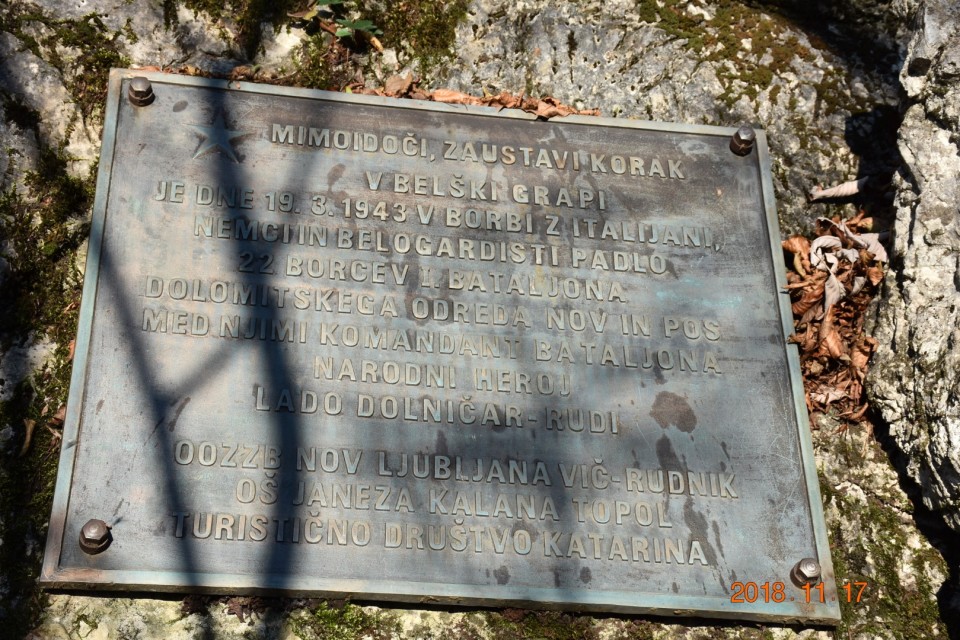 MIMOIDOČI, ZAUSTAVI KORAK
V BELŠKI GRAPI
JE DNE 19. 3. 1943 V BORBI Z ITALIJANI,
NEMCI IN BELOGARDISTI PADLO
22 BORCEV I. BATALJONA
DOLOMITSKEGA ODREDA NOV IN POS
MED NJIMI KOMANDANT BATALJONA
NARODNI HEROJ
LADO DOLNIČAR-RUDI
OOZZB NOV LJUBLJANA VIČ-RUDNIK
OŠ JANEZA KALANA TOPOL
TURISTIČNO DRUŠTVO KATARINA
2018.11.17